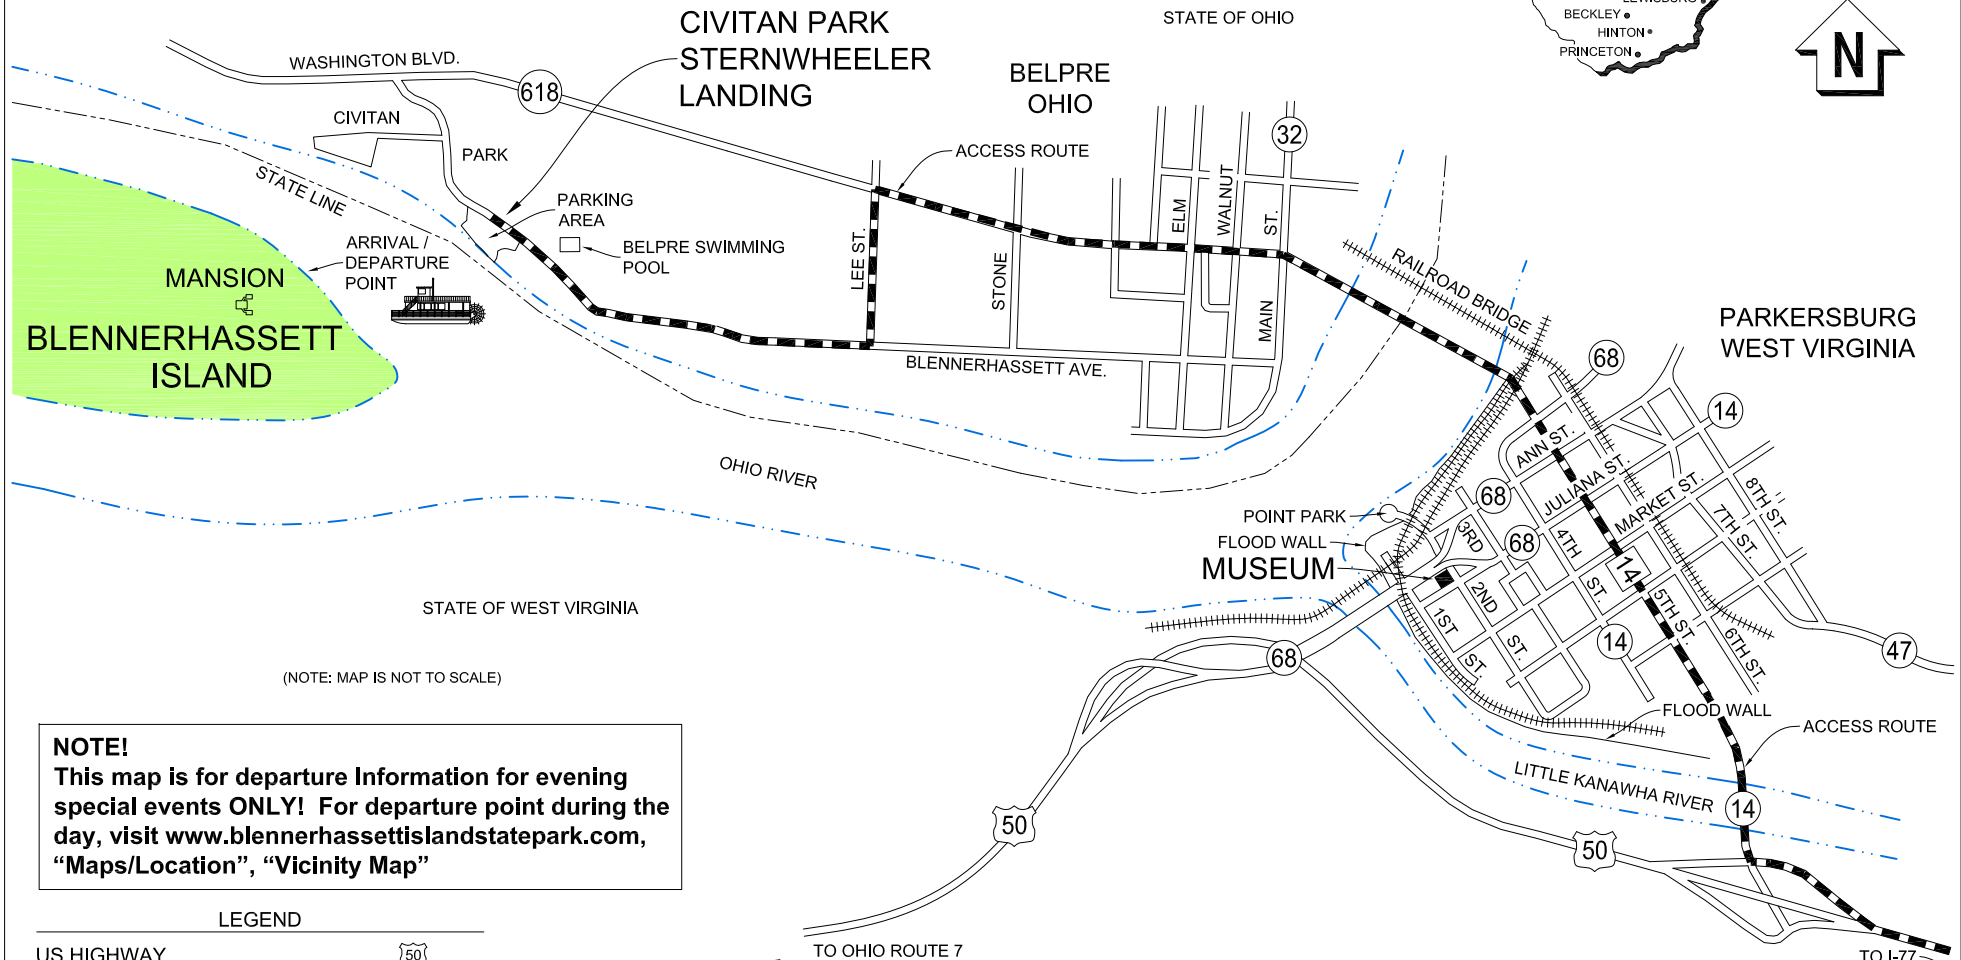 CIVITAN PARK
STERNWHEELER
LANDING
STATE OF OHIO
LEWISBURG
BECKLEY
HINTON
PRINCETON
N
WASHINGTON BLVD.
618
BELPRE
OHIO
32
CIVITAN
PARK
ACCESS ROUTE
STATE LINE
PARKING
AREA
BELPRE SWIMMING
POOL
ARRIVAL /
DEPARTURE
POINT
MANSION
BLENNERHASSETT
ISLAND
LEE ST.
STONE
ELM
WALNUT
ST.
MAIN
BLENNERHASSETT AVE.
RAILROAD BRIDGE
PARKERSBURG
WEST VIRGINIA
68
14
ANN ST.
JULIANA ST.
MARKET ST.
8TH ST.
7TH ST.
OHIO RIVER
POINT PARK
FLOOD WALL
MUSEUM
68
3RD
68
4TH
ST.
14
2ND
ST.
1ST
ST.
5TH ST.
6TH ST.
14
47
68
STATE OF WEST VIRGINIA
(NOTE: MAP IS NOT TO SCALE)
FLOOD WALL
ACCESS ROUTE
LITTLE KANAWHA RIVER
14
50
50
NOTE!
This map is for departure Information for evening
special events ONLY! For departure point during the
day, visit www.blennerhassettislandstatepark.com,
“Maps/Location”, “Vicinity Map”
LEGEND
US HIGHWAY
50
TO OHIO ROUTE 7
TO I-77